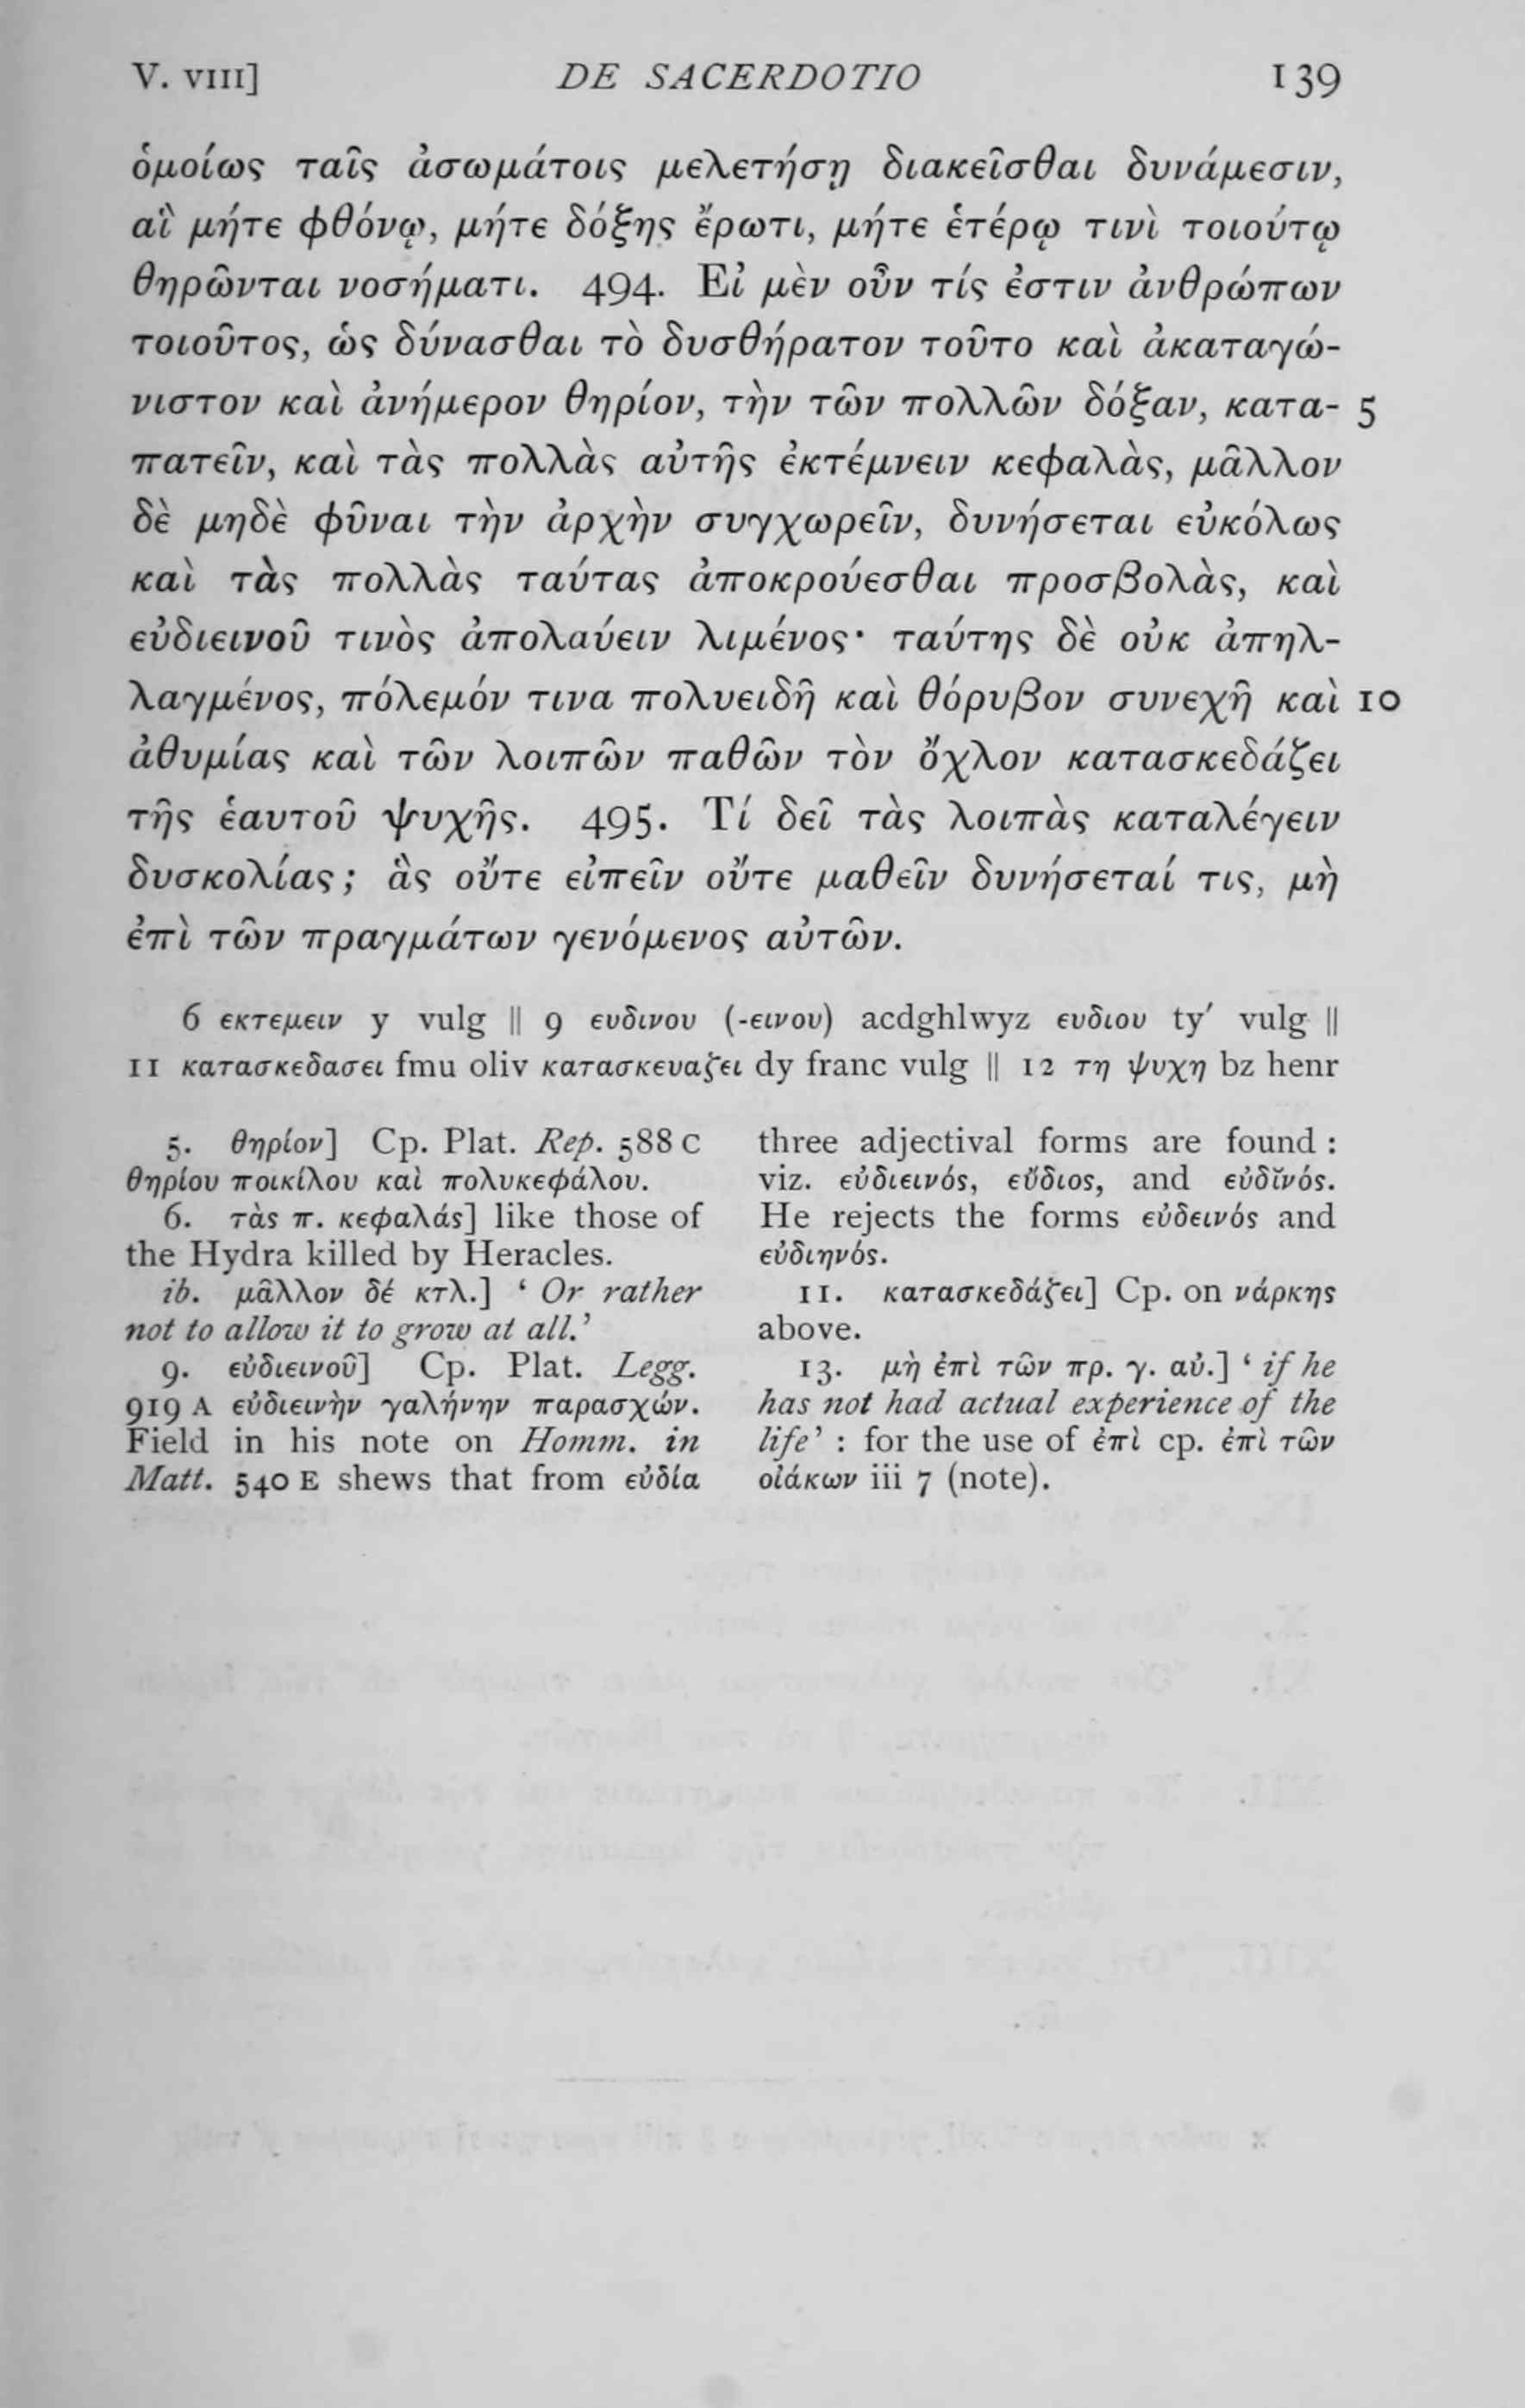 V. VIII] DE SACERDOTIO 139
ὁμοίως ταῖς ἀσωμάτοις μελετήσῃ διακεῖσθαι δυνάμεσιν,
αἳ μήτε φθόνῳ, μήτε δόξης ἔρωτι, μήτε ἑτέρῳ τινὶ τοιούτῳ
θηρῶνται νοσήματι. 494. Εἰ μὲν οὖν τίς ἐστιν ἀνθρώπων
τοιοῦτος, ὡς δύνασθαι τὸ δυσθήρατον τοῦτο καὶ ἀκαταγώ-
νιστον καὶ ἀνήμερον θηρίον, τὴν τῶν πολλῶν δόξαν, κατα- 5
πατεῖν, καὶ τὰς πολλὰς αὐτῆς ἐκτέμνειν κεφαλὰς, μᾶλλον
δὲ μηδὲ φῦναι τὴν ἀρχὴν συγχωρεῖν, δυνήσεται εὐκόλως
καὶ τὰς πολλὰς ταύτας ἀποκρούεσθαι προσβολὰς, καὶ
εὐδιεινοῦ τινὸς ἀπολαύειν λιμένος· ταύτης δὲ οὐκ ἀπηλ-
λαγμένος, πόλεμόν τινα πολυειδῆ καὶ θόρυβον συνεχῆ καὶ 10
ἀθυμίας καὶ τῶν λοιπῶν παθῶν τὸν ὄχλον κατασκεδάζει
τῆς ἑαυτοῦ ψυχῆς. 495. Τί δεῖ τὰς λοιπὰς καταλέγειν
δυσκολίας; ἃς οὔτε εἰπεῖν οὔτε μαθεῖν δυνήσεταί τις, μὴ
ἐπὶ τῶν πραγμάτων γενόμενος αὐτῶν.
6 εκτεμειν y vulg || 9 ευδινου (-εινου) acdghlwyz ευδιου ty′ vulg ||
11 κατασκεδασει fmu oliv κατασκευαζει dy franc vulg || 12 τη ψυχη bz henr
5. θηρίον] Cp. Plat. Rep. 588 C
θηρίου ποικίλου καὶ πολυκεφάλου.
6. τὰς π. κεφαλάς] like those of
the Hydra killed by Heracles.
ib. μᾶλλον δέ κτλ.] ‘Or rather
not to allow it to grow at all.’
9. εὐδιεινοῦ] Cp. Plat. Legg.
919 A εὐδιεινὴν γαλήνην παρασχών.
Field in his note on Homm. in
Matt. 540 E shews that from εὐδία
three adjectival forms are found :
viz. εὐδιεινός, εὔδιος, and εὐδῐνός.
He rejects the forms εὐδεινός and
εὐδιηνός.
11. κατασκεδάζει] Cp. on νάρκης
above.
13. μὴ ἐπὶ τῶν πρ. γ. αὐ.] ‘if he
has not had actual experience of the
life’ : for the use of ἐπὶ cp. ἐπὶ τῶν
οἰάκων iii 7 (note).